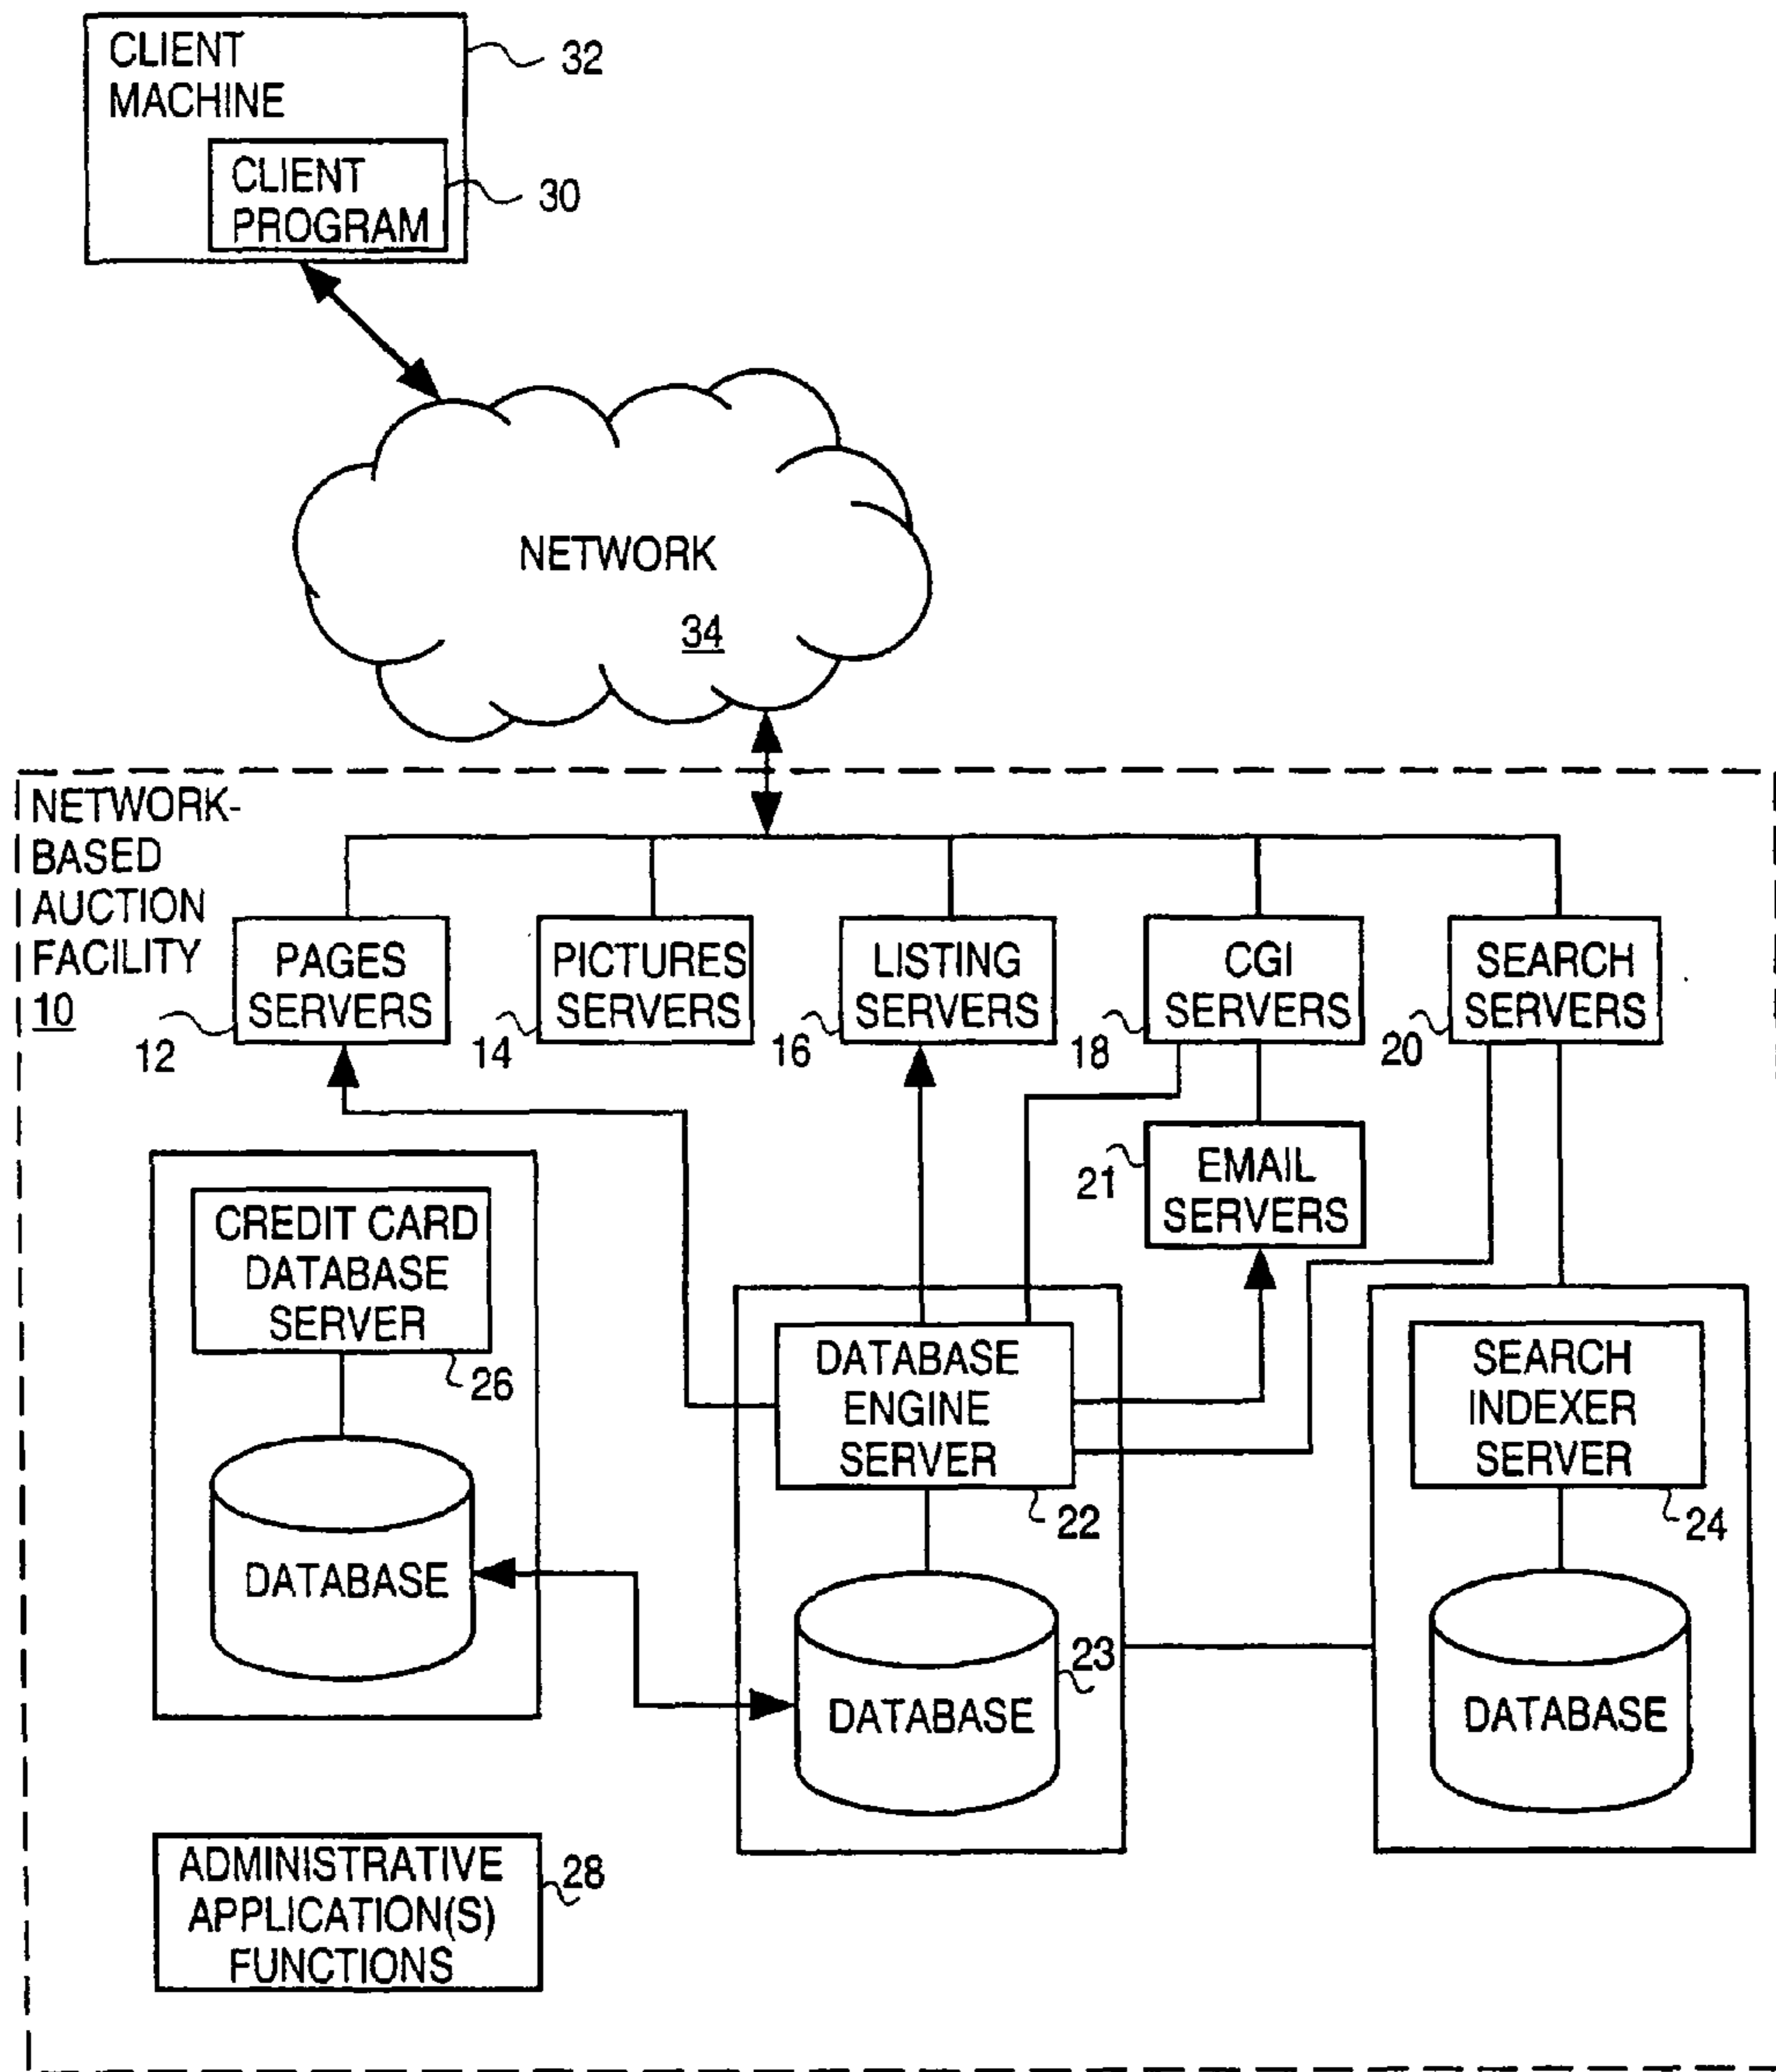 CLIENT
MACHINE
32
CLIENT
PROGRAM
30
NETWORK
34
NETWORK-
BASED
AUCTION
FACILITY
10
PAGES
SERVERS
12
PICTURES
SERVERS
14
LISTING
SERVERS
16
CGI
SERVERS
18
SEARCH
SERVERS
20
EMAIL
SERVERS
21
CREDIT CARD
DATABASE
SERVER
26
DATABASE
DATABASE
ENGINE
SERVER
22
DATABASE
23
SEARCH
INDEXER
SERVER
24
DATABASE
ADMINISTRATIVE
APPLICATION(S)
FUNCTIONS
28